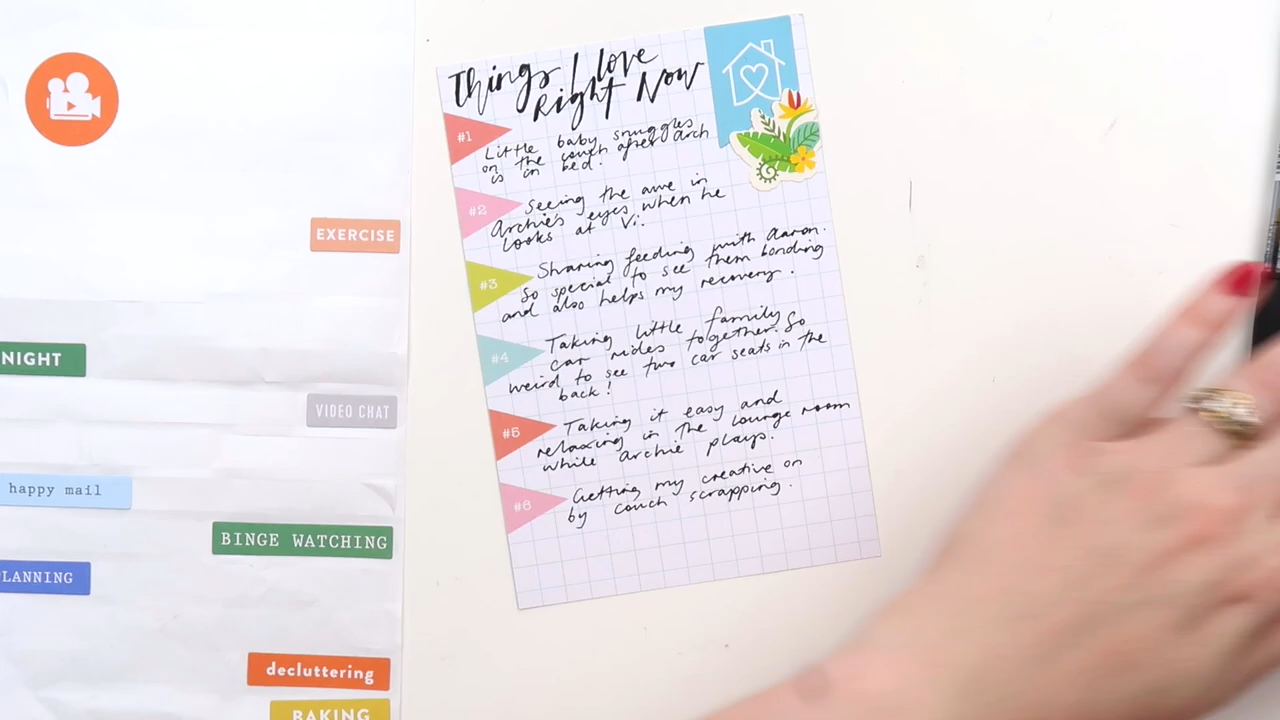 Things I love
Right Now
#1
Little baby snuggles
on the couch after Arch
is in bed.
#2
Seeing the awe in
Archie's eyes when he
looks at Vi.
#3
Sharing feeding with Aaron.
So special to see them bonding
and also helps my recovery.
#4
Taking little family
car rides together. So
weird to see two car seats in the
back!
#5
Taking it easy and
relaxing in the lounge room
while Archie plays.
#6
Getting my creative on
by couch scrapping.
EXERCISE
NIGHT
VIDEO CHAT
happy mail
BINGE WATCHING
PLANNING
decluttering
BAKING